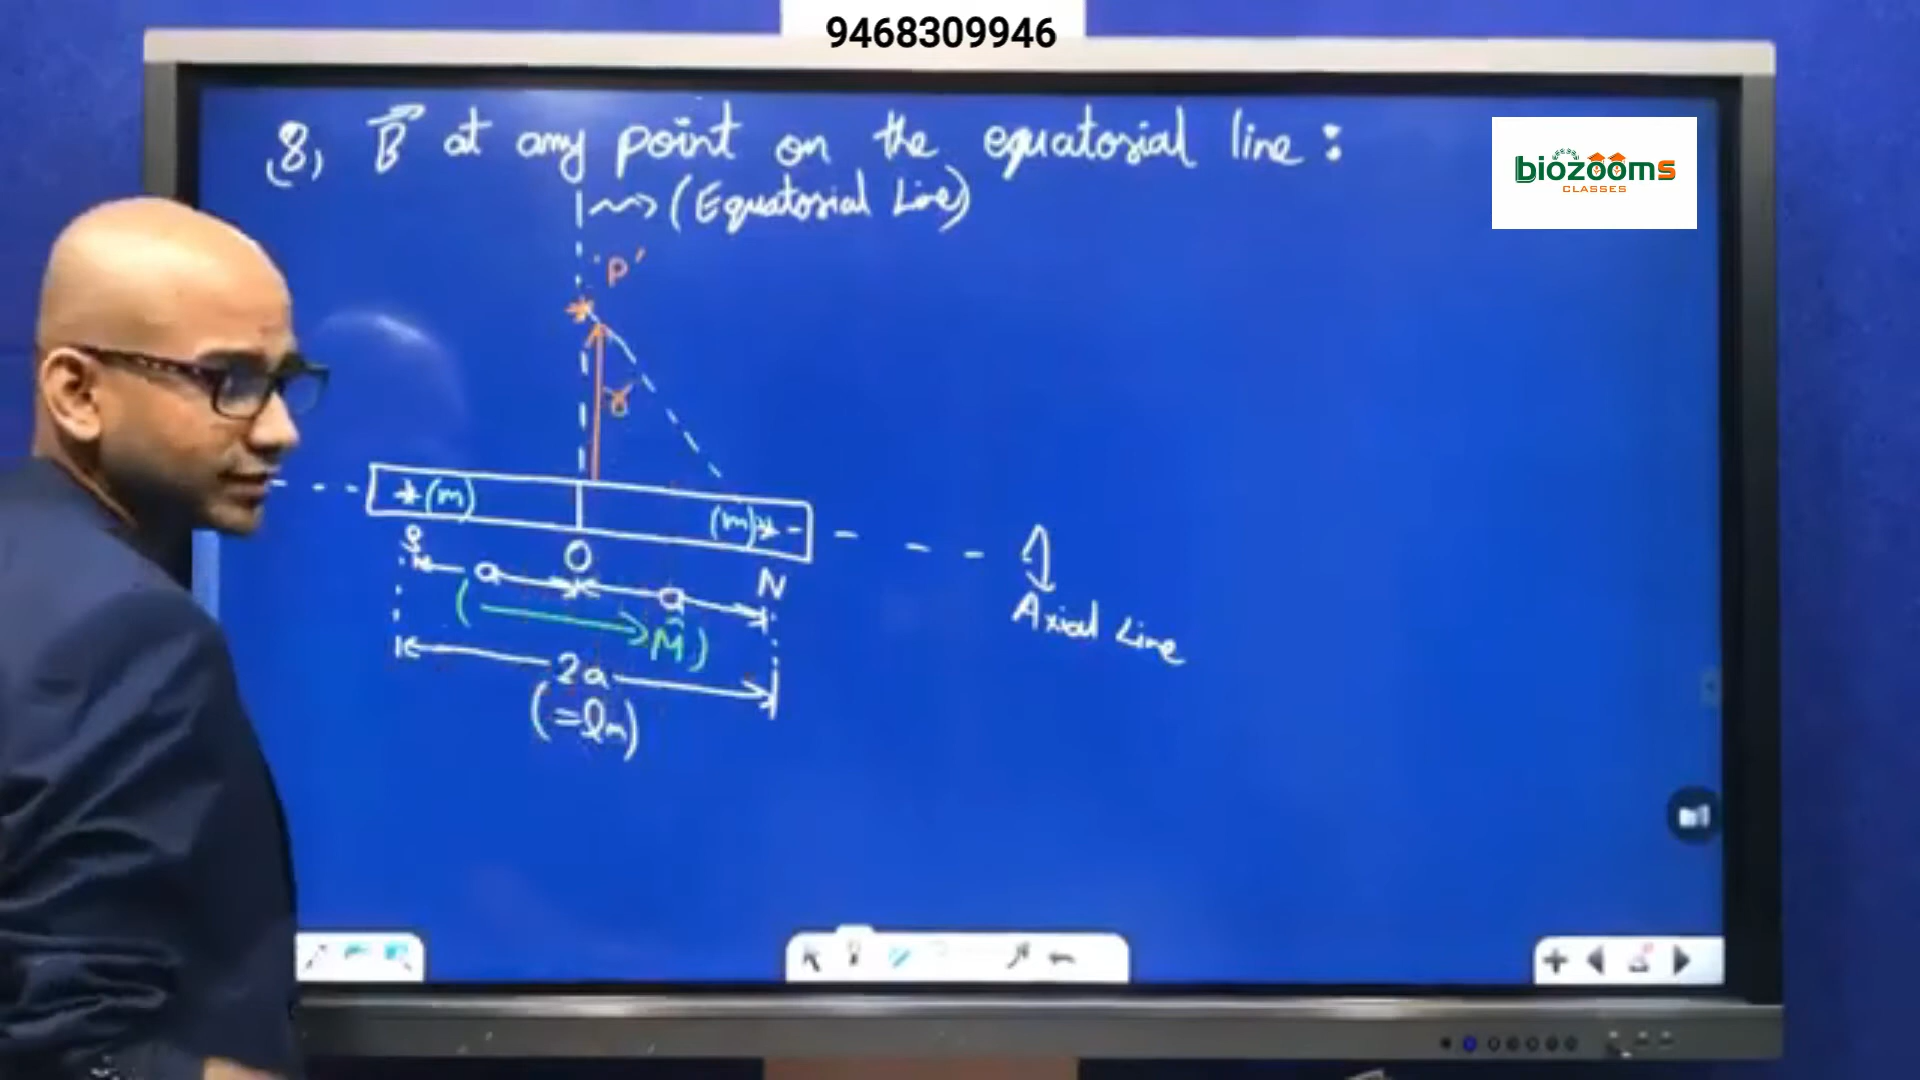 9468309946
8, B⃗ at any point on the equatorial line :
(Equatorial Line)
biozooms
CLASSES
'P'
r
(m) (m)
S O N
a a
M⃗
2a
(=lm)
Axial Line